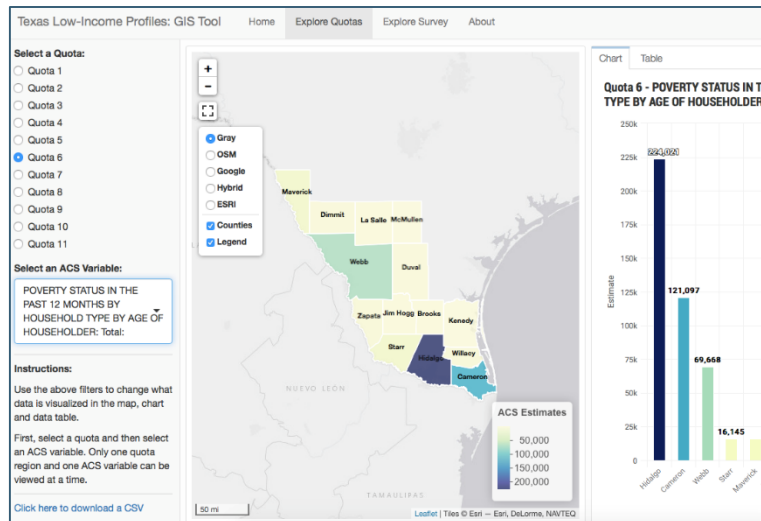 Texas Low-Income Profiles: GIS Tool
Home
Explore Quotas
Explore Survey
About
Select a Quota:
Quota 1
Quota 2
Quota 3
Quota 4
Quota 5
Quota 6
Quota 7
Quota 8
Quota 9
Quota 10
Quota 11
Select an ACS Variable:
POVERTY STATUS IN THE
PAST 12 MONTHS BY
HOUSEHOLD TYPE BY AGE OF
HOUSEHOLDER: Total:
Instructions:
Use the above filters to change what
data is visualized in the map, chart
and data table.
First, select a quota and then select
an ACS variable. Only one quota
region and one ACS variable can be
viewed at a time.
Click here to download a CSV
+
−
Gray
OSM
Google
Hybrid
ESRI
Counties
Legend
Maverick
Dimmit
La Salle
McMullen
Webb
Duval
Zapata
Jim Hogg
Brooks
Kenedy
Starr
Hidalgo
Willacy
Cameron
NUEVO LEÓN
TAMAULIPAS
ACS Estimates
50,000
100,000
150,000
200,000
50 mi
Leaflet | Tiles © Esri — Esri, DeLorme, NAVTEQ
Chart
Table
Quota 6 - POVERTY STATUS IN T
TYPE BY AGE OF HOUSEHOLDER
250k
225k
200k
175k
150k
125k
100k
75k
50k
25k
0
Estimate
224,021
121,097
69,668
16,145
Hidalgo
Cameron
Webb
Starr
Maverick